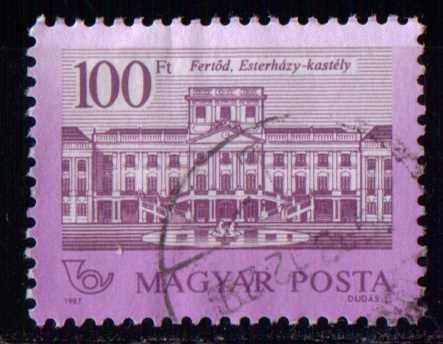 100 Ft Fertőd, Esterházy-kastély
MAGYAR POSTA
1987. DUDÁS L.